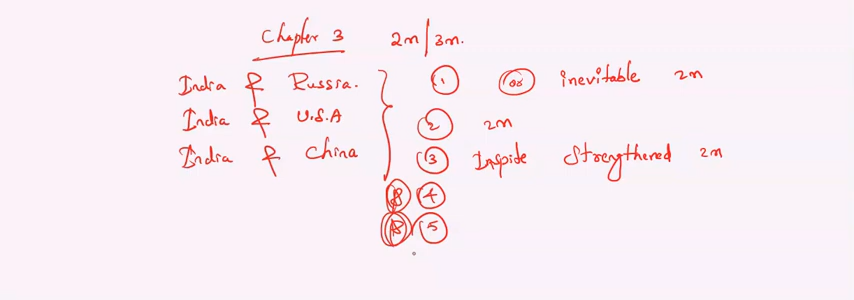 Chapter 3 2m/3m.
India & Russia. } 1 or inevitable 2m
India & U.S.A 2 2m
India & China 3 Inspite Strengthered 2m
4
5